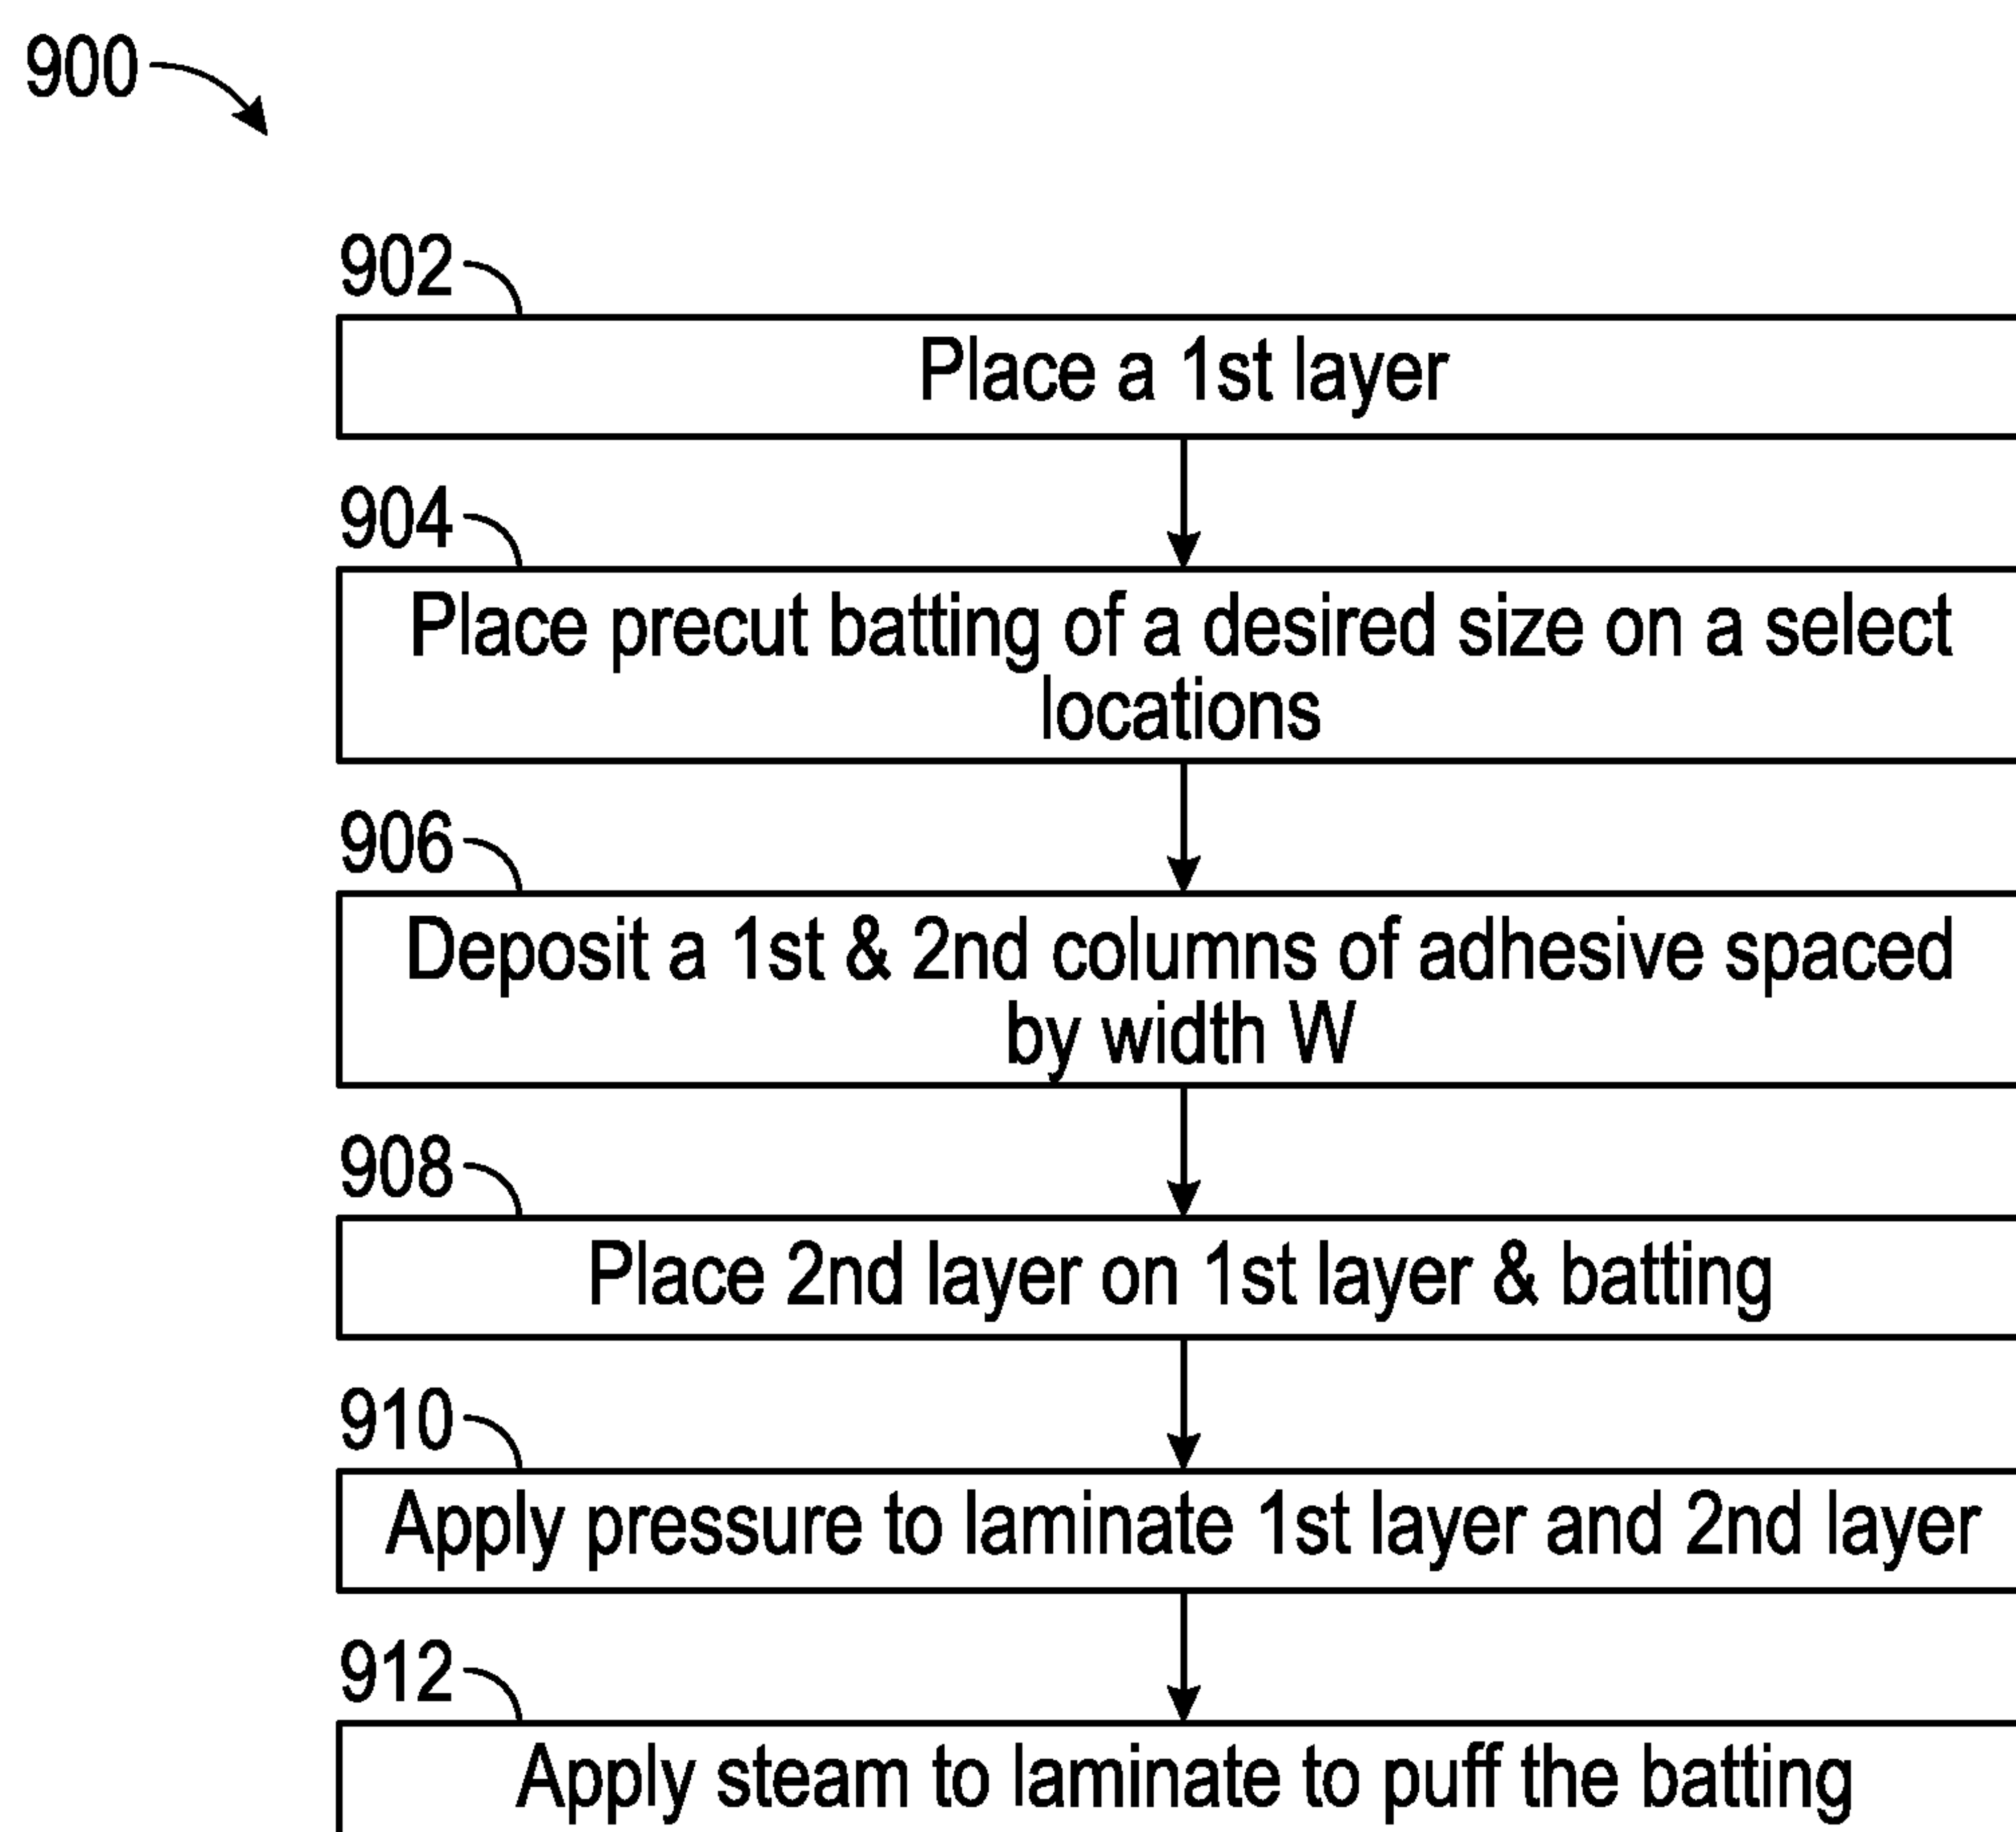 900
902
Place a 1st layer
904
Place precut batting of a desired size on a select
locations
906
Deposit a 1st & 2nd columns of adhesive spaced
by width W
908
Place 2nd layer on 1st layer & batting
910
Apply pressure to laminate 1st layer and 2nd layer
912
Apply steam to laminate to puff the batting